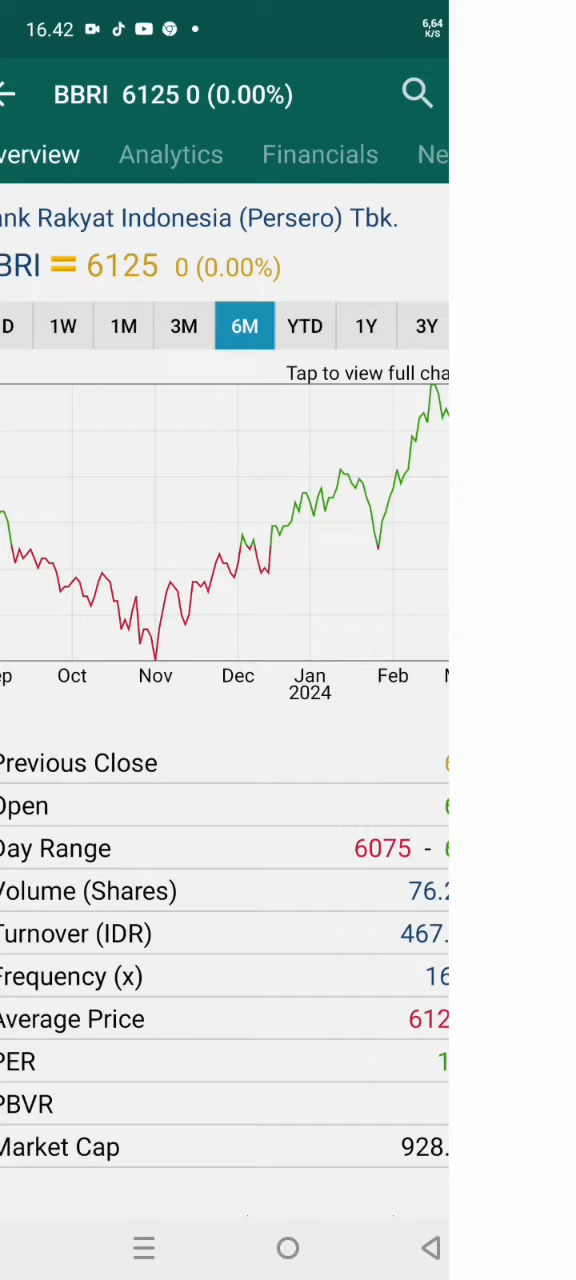 16.42 6,64 K/S
BBRI 6125 0 (0.00%)
verview Analytics Financials Ne
ank Rakyat Indonesia (Persero) Tbk.
BRI = 6125 0 (0.00%)
D 1W 1M 3M 6M YTD 1Y 3Y
Tap to view full cha
ep Oct Nov Dec Jan Feb
2024
Previous Close
Open
Day Range 6075 -
Volume (Shares) 76.2
Turnover (IDR) 467.
Frequency (x) 16
Average Price 612
PER 1
PBVR
Market Cap 928.